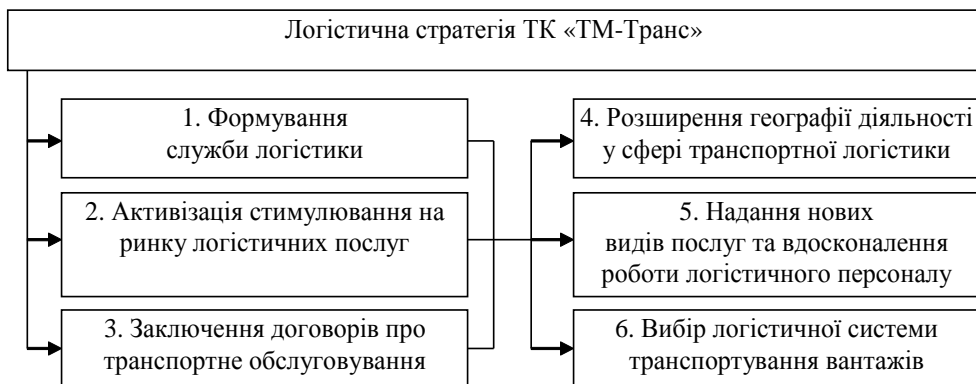 Логістична стратегія ТК «ТМ-Транс»
1. Формування
служби логістики
2. Активізація стимулювання на
ринку логістичних послуг
3. Заключення договорів про
транспортне обслуговування
4. Розширення географії діяльності
у сфері транспортної логістики
5. Надання нових
видів послуг та вдосконалення
роботи логістичного персоналу
6. Вибір логістичної системи
транспортування вантажів